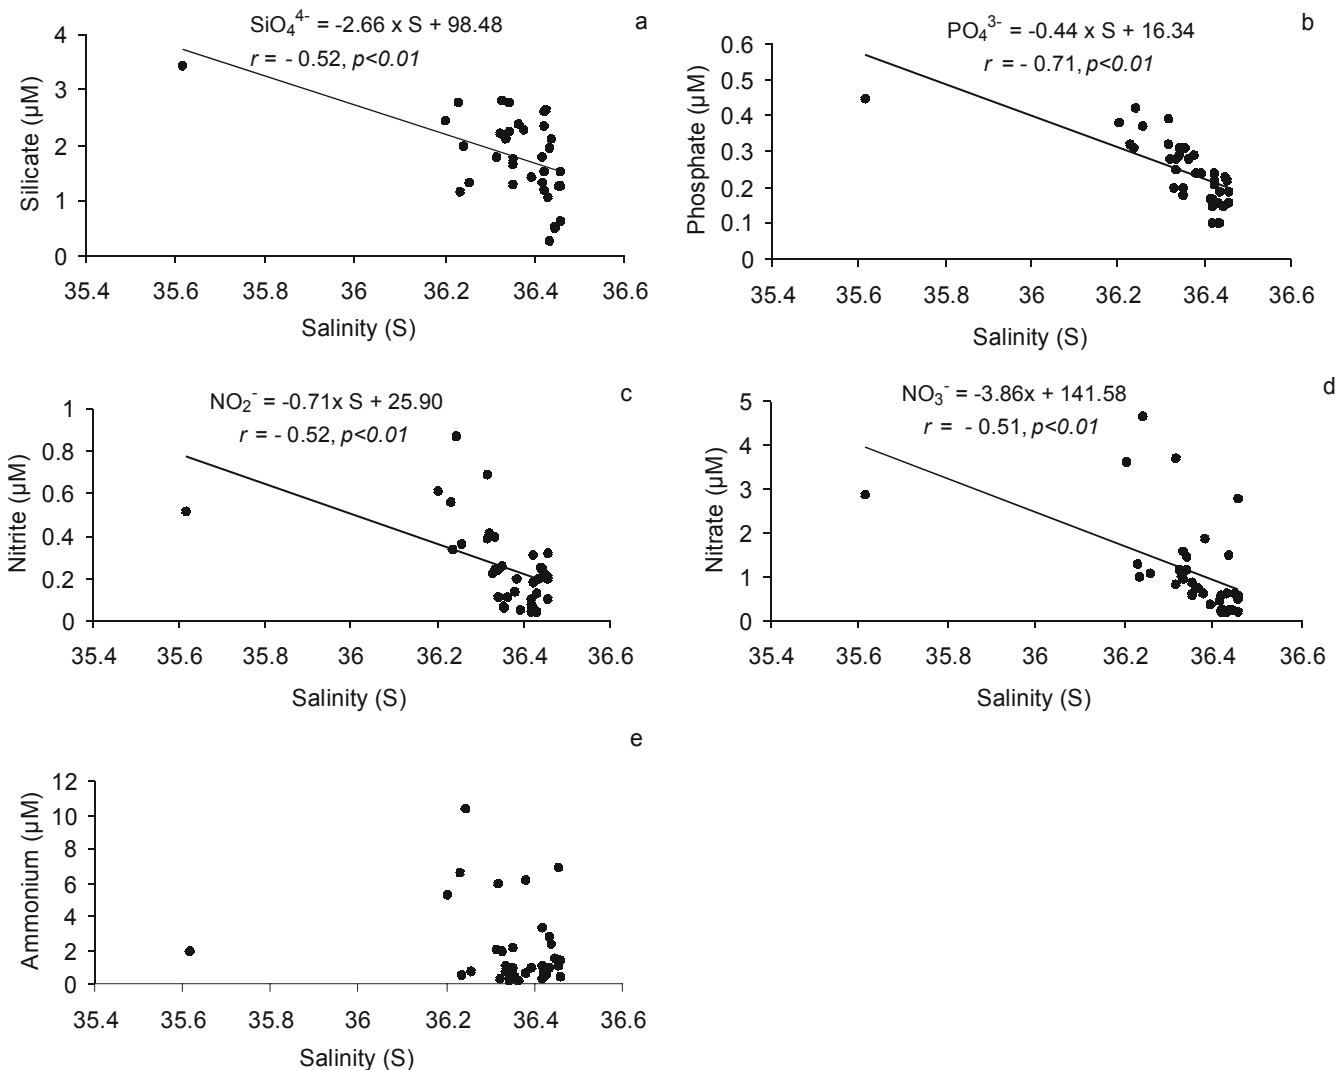 a
SiO₄⁴⁻ = -2.66 x S + 98.48
r = - 0.52, p<0.01
Silicate (µM)
4
3
2
1
0
35.4 35.6 35.8 36 36.2 36.4 36.6
Salinity (S)
b
PO₄³⁻ = -0.44 x S + 16.34
r = - 0.71, p<0.01
Phosphate (µM)
0.6
0.5
0.4
0.3
0.2
0.1
0
35.4 35.6 35.8 36 36.2 36.4 36.6
Salinity (S)
c
NO₂⁻ = -0.71x S + 25.90
r = - 0.52, p<0.01
Nitrite (µM)
1
0.8
0.6
0.4
0.2
0
35.4 35.6 35.8 36 36.2 36.4 36.6
Salinity (S)
d
NO₃⁻ = -3.86x + 141.58
r = - 0.51, p<0.01
Nitrate (µM)
5
4
3
2
1
0
35.4 35.6 35.8 36 36.2 36.4 36.6
Salinity (S)
e
Ammonium (µM)
12
10
8
6
4
2
0
35.4 35.6 35.8 36 36.2 36.4 36.6
Salinity (S)